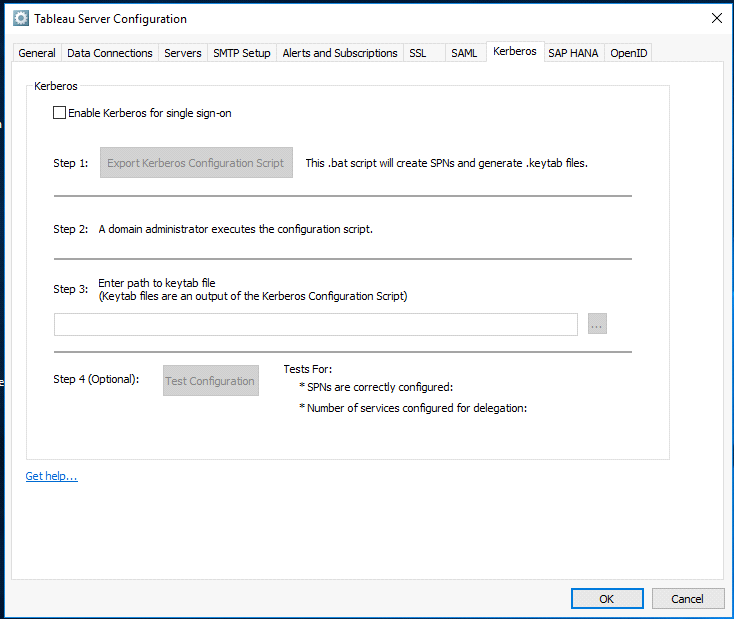 Tableau Server Configuration
General Data Connections Servers SMTP Setup Alerts and Subscriptions SSL SAML Kerberos SAP HANA OpenID
Kerberos
Enable Kerberos for single sign-on
Step 1: Export Kerberos Configuration Script This .bat script will create SPNs and generate .keytab files.
Step 2: A domain administrator executes the configuration script.
Step 3: Enter path to keytab file
(Keytab files are an output of the Kerberos Configuration Script)
...
Step 4 (Optional): Test Configuration Tests For:
* SPNs are correctly configured:
* Number of services configured for delegation:
Get help...
OK Cancel